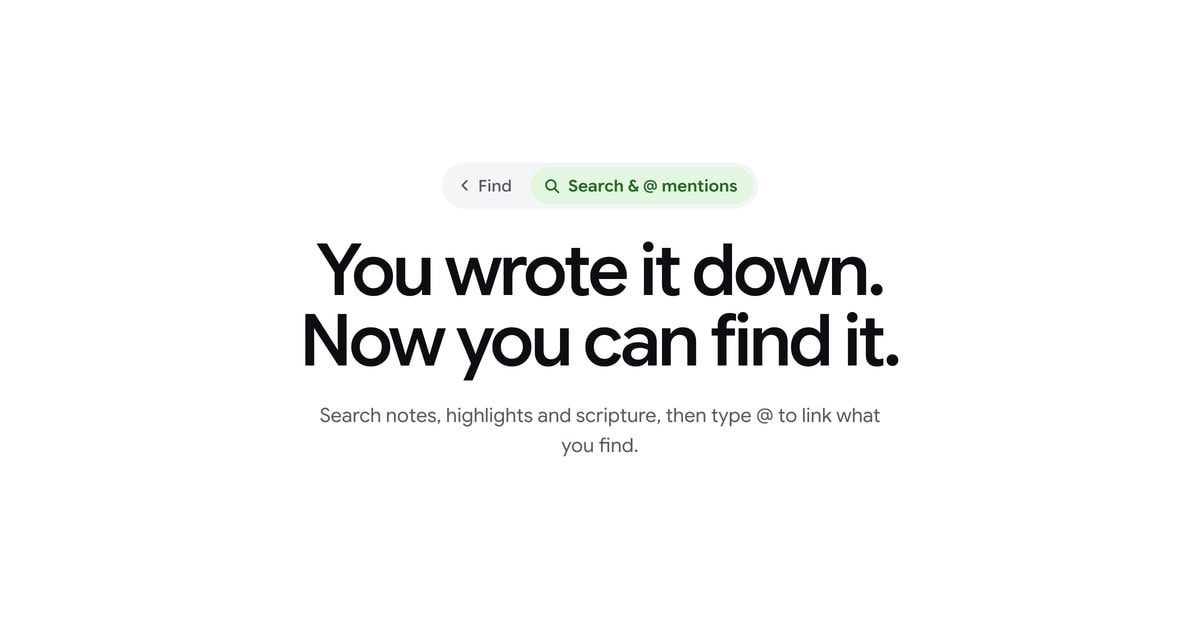 Find
Search & @ mentions
You wrote it down.
Now you can find it.
Search notes, highlights and scripture, then type @ to link what
you find.